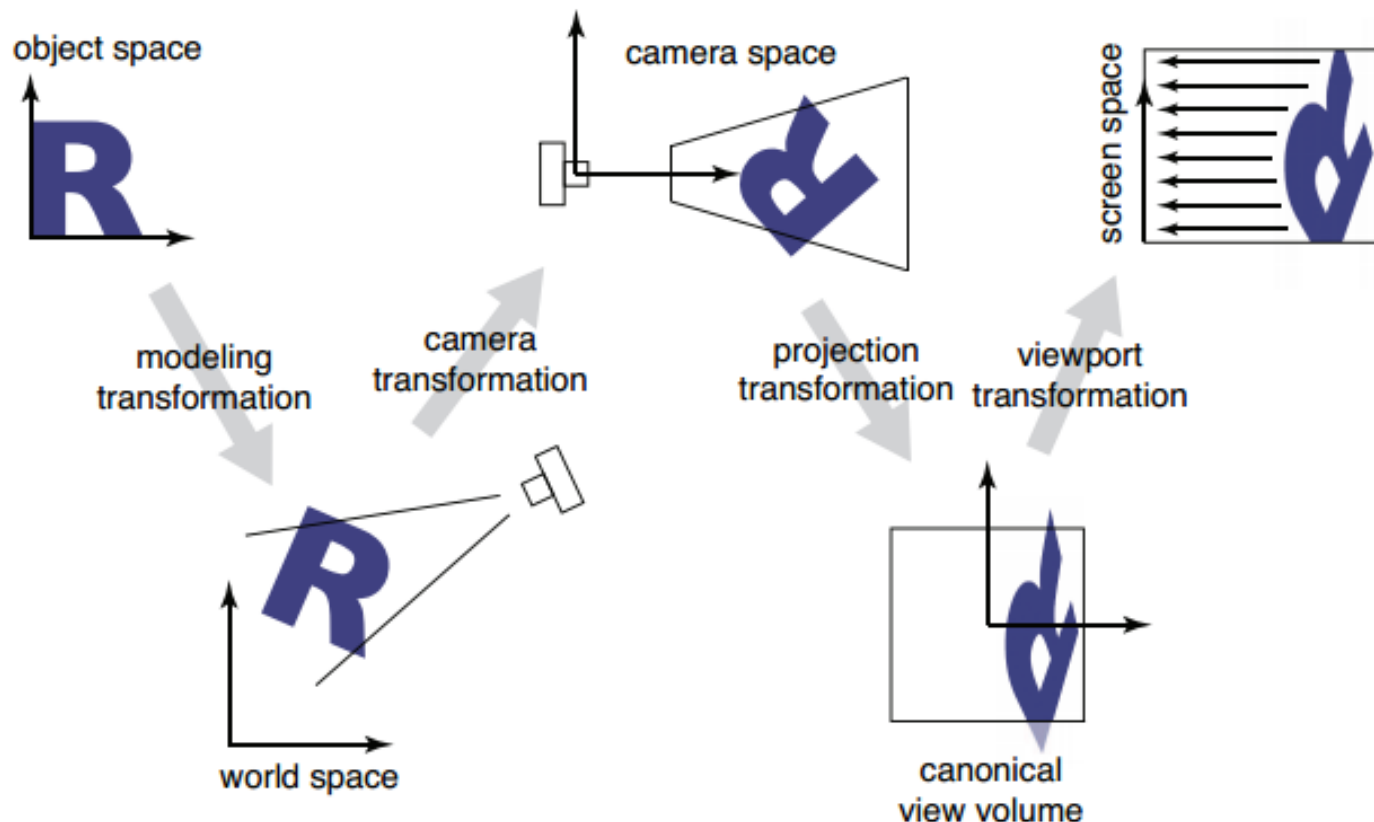 object space
camera space
screen space
modeling
transformation
camera
transformation
projection
transformation
viewport
transformation
R
R
R
R
R
world space
canonical
view volume